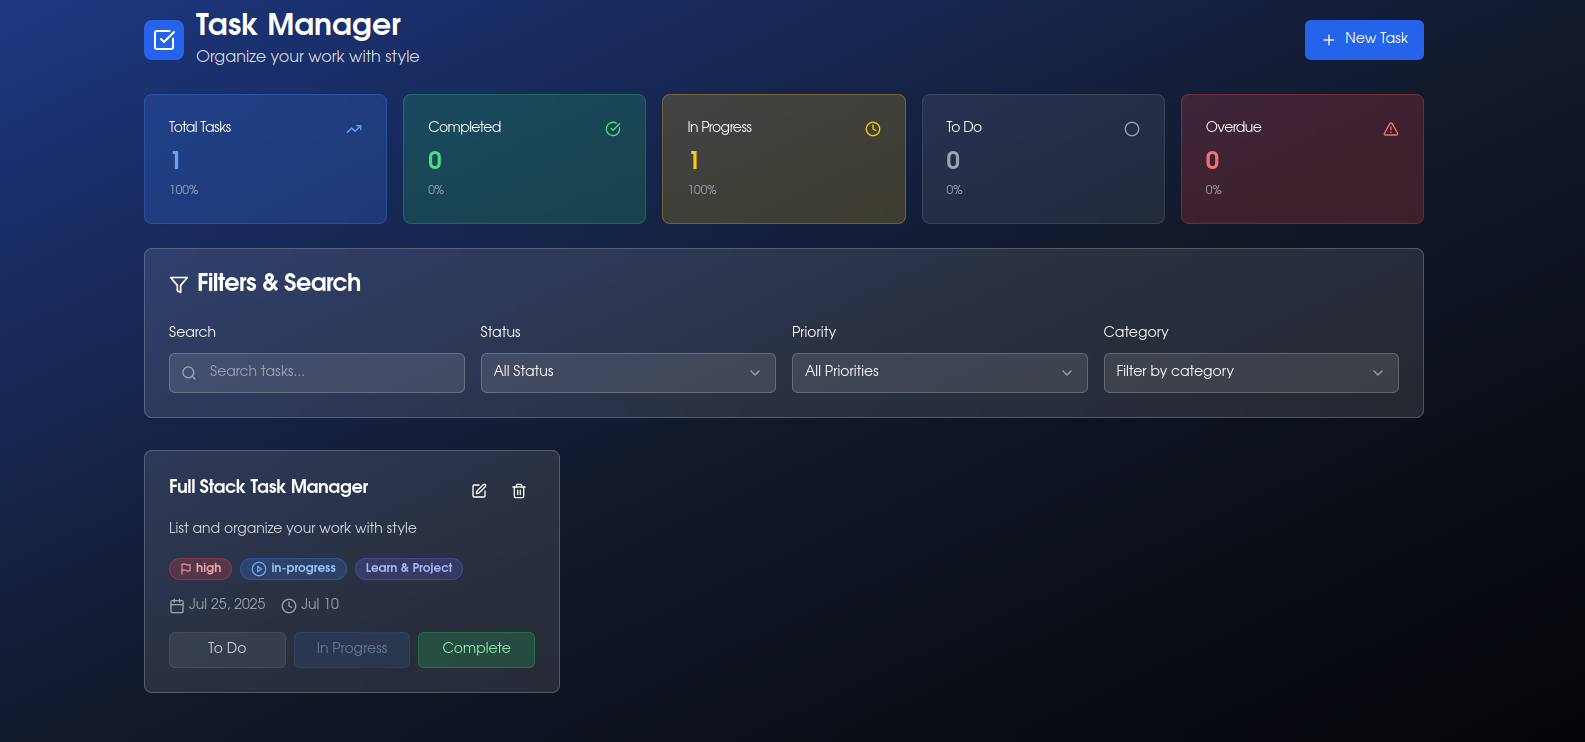 Task Manager
Organize your work with style
New Task
Total Tasks
1
100%
Completed
0
0%
In Progress
1
100%
To Do
0
0%
Overdue
0
0%
Filters & Search
Search
Search tasks...
Status
All Status
Priority
All Priorities
Category
Filter by category
Full Stack Task Manager
List and organize your work with style
high
in-progress
Learn & Project
Jul 25, 2025
Jul 10
To Do
In Progress
Complete